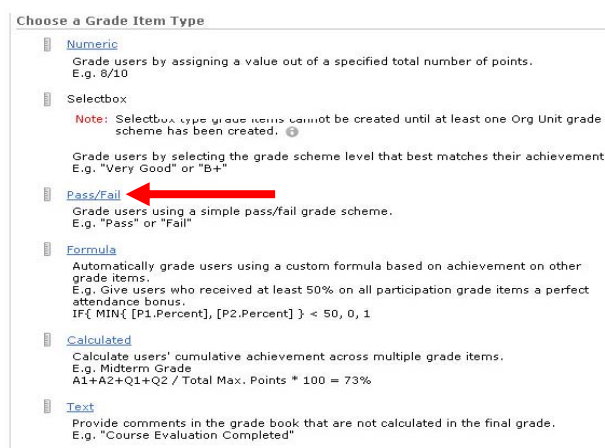 Choose a Grade Item Type
Numeric
Grade users by assigning a value out of a specified total number of points.
E.g. 8/10
Selectbox
Note: Selectbox type grade items cannot be created until at least one Org Unit grade
scheme has been created.
Grade users by selecting the grade scheme level that best matches their achievement
E.g. "Very Good" or "B+"
Pass/Fail
Grade users using a simple pass/fail grade scheme.
E.g. "Pass" or "Fail"
Formula
Automatically grade users using a custom formula based on achievement on other
grade items.
E.g. Give users who received at least 50% on all participation grade items a perfect
attendance bonus.
IF{ MIN{ [P1.Percent], [P2.Percent] } < 50, 0, 1
Calculated
Calculate users' cumulative achievement across multiple grade items.
E.g. Midterm Grade
A1+A2+Q1+Q2 / Total Max. Points * 100 = 73%
Text
Provide comments in the grade book that are not calculated in the final grade.
E.g. "Course Evaluation Completed"